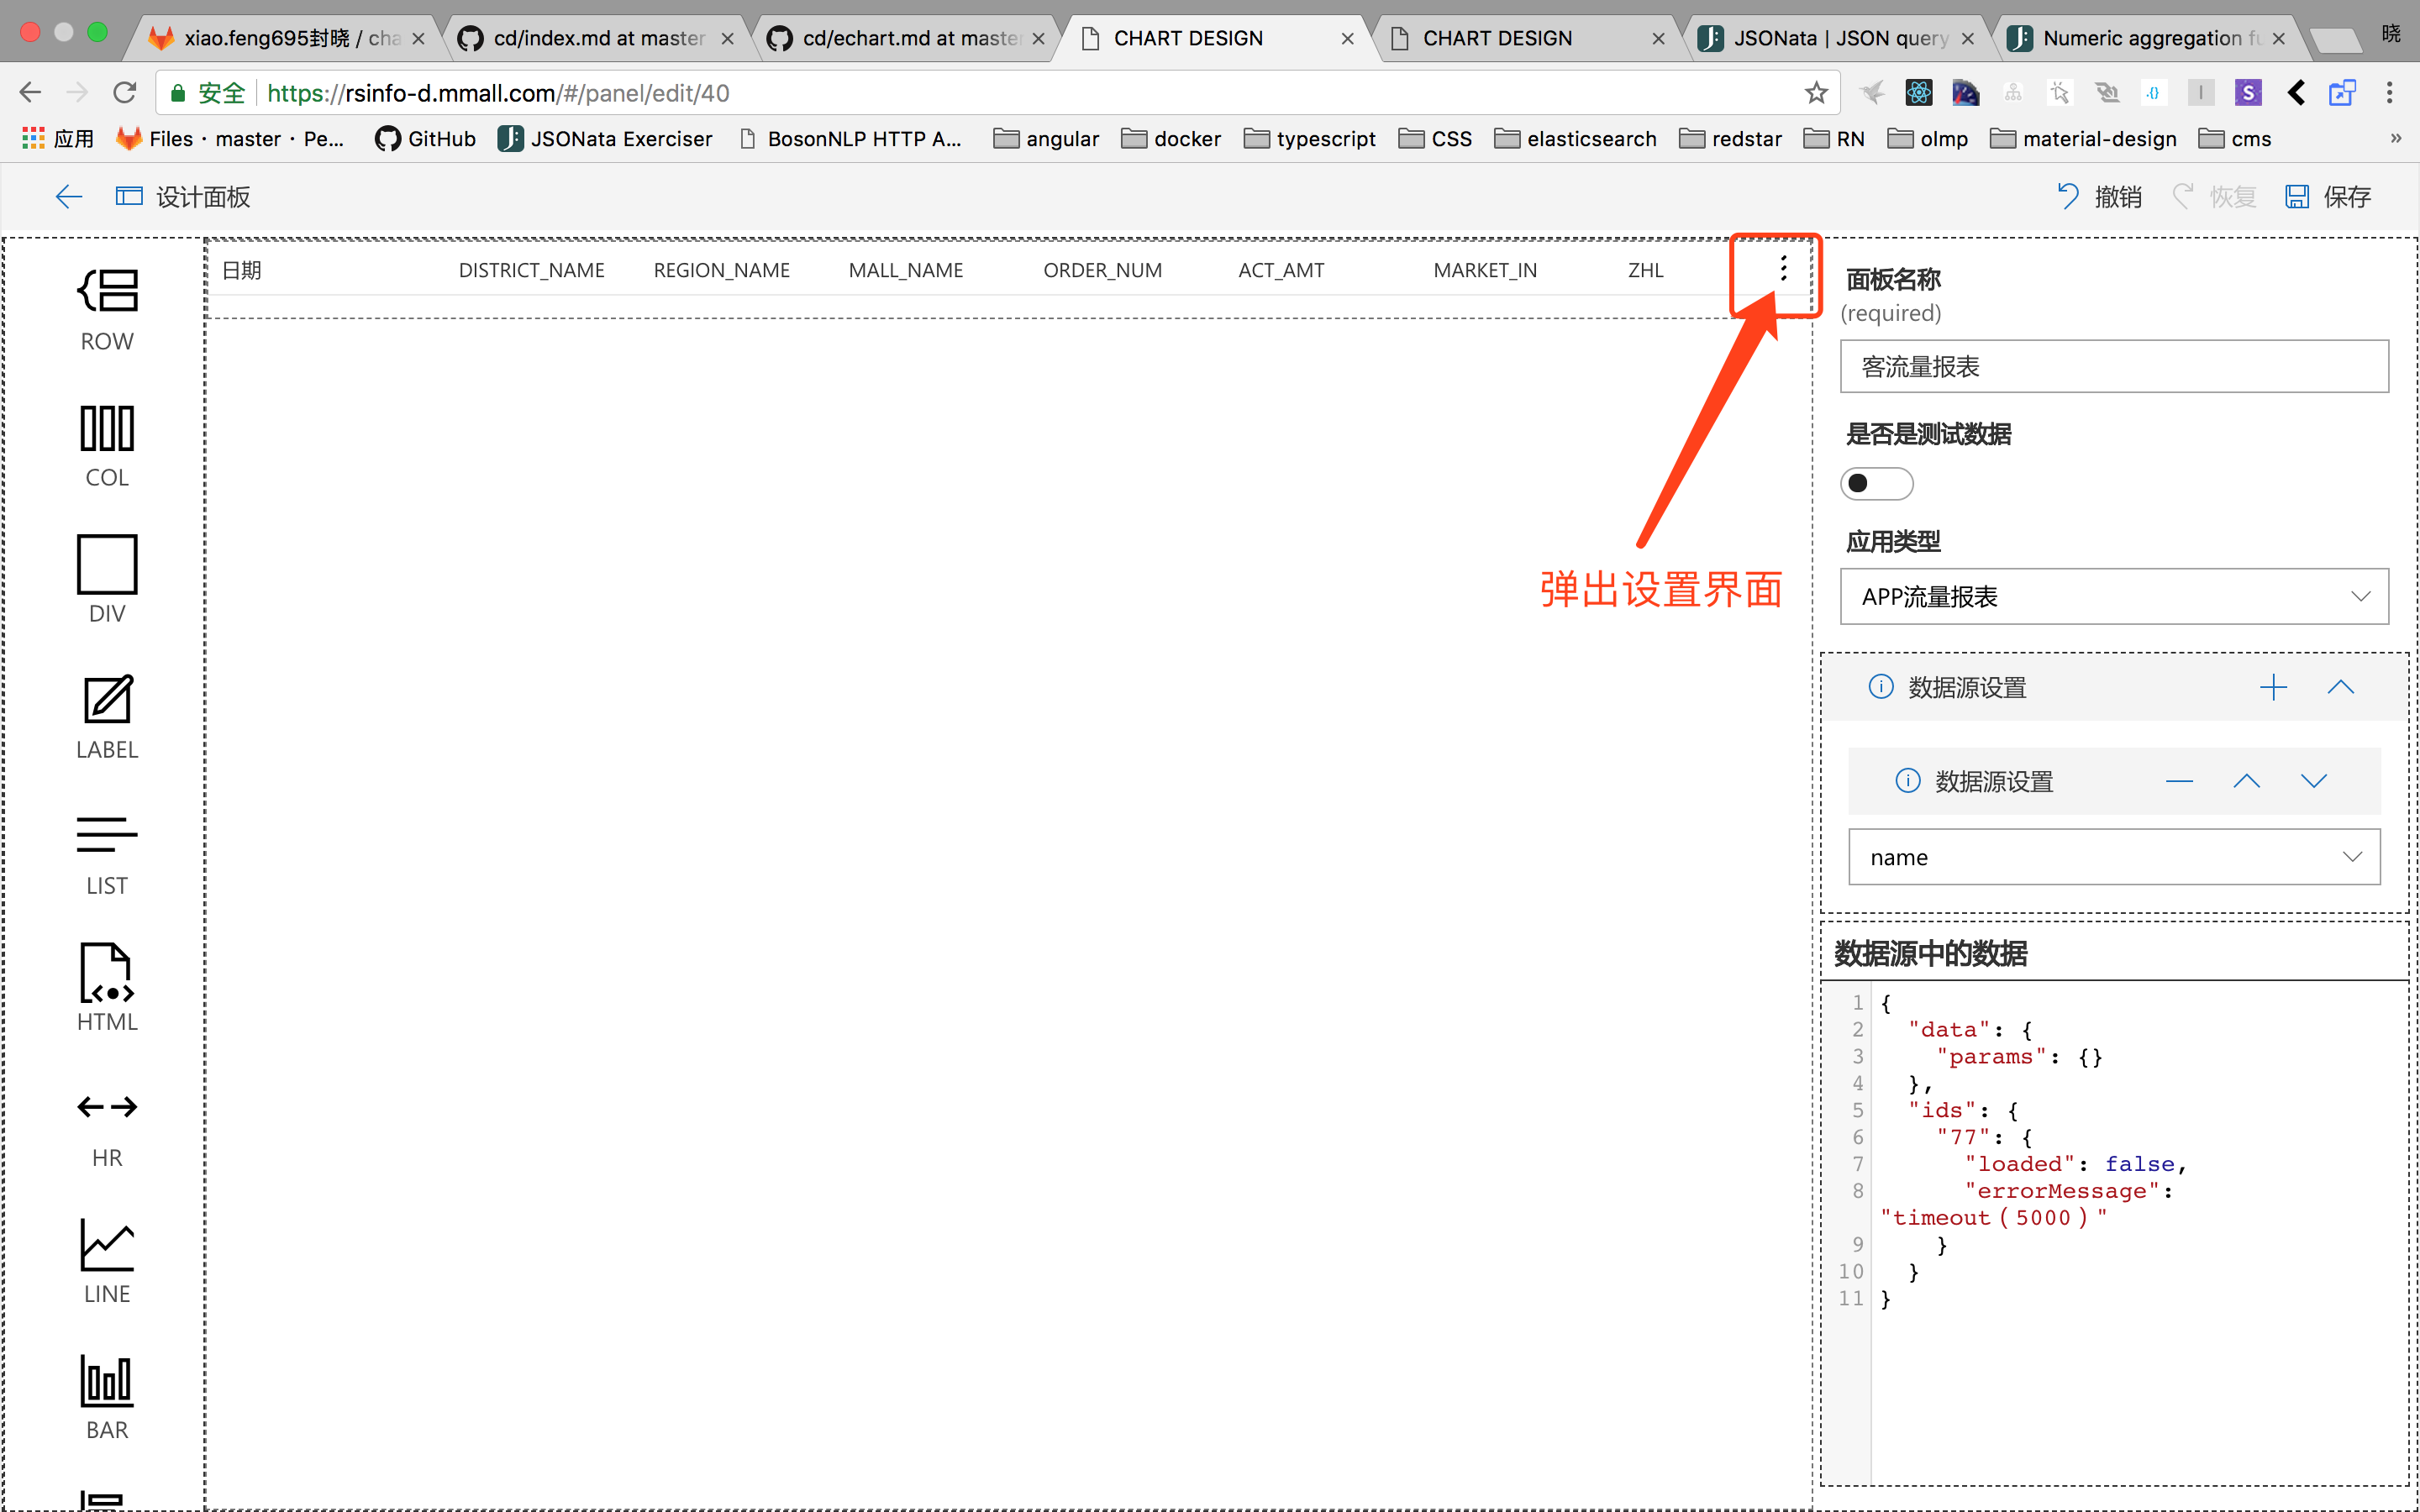 xiao.feng695封晓 / cha
cd/index.md at master
cd/echart.md at maste
CHART DESIGN
CHART DESIGN
JSONata | JSON query
Numeric aggregation fu
晓
安全
https://rsinfo-d.mmall.com/#/panel/edit/40
应用
Files · master · Pe...
GitHub
JSONata Exerciser
BosonNLP HTTP A...
angular
docker
typescript
CSS
elasticsearch
redstar
RN
olmp
material-design
cms
»
设计面板
撤销
恢复
保存
ROW
COL
DIV
LABEL
LIST
HTML
HR
LINE
BAR
日期
DISTRICT_NAME
REGION_NAME
MALL_NAME
ORDER_NUM
ACT_AMT
MARKET_IN
ZHL
弹出设置界面
面板名称
(required)
客流量报表
是否是测试数据
应用类型
APP流量报表
数据源设置
数据源设置
name
数据源中的数据
1 {
2 "data": {
3 "params": {}
4 },
5 "ids": {
6 "77": {
7 "loaded": false,
8 "errorMessage":
"timeout（5000）"
9 }
10 }
11 }